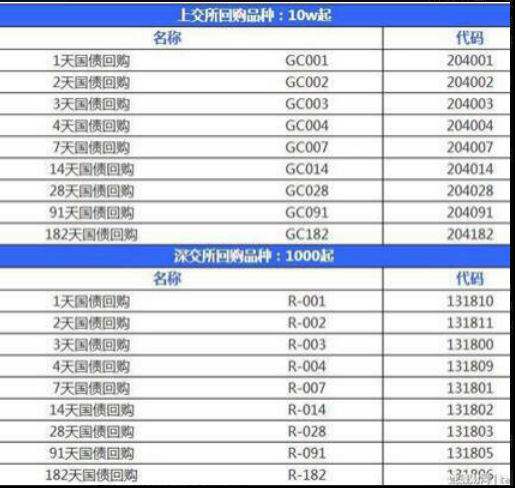 上交所回购品种：10w起
名称 代码
1天国债回购 GC001 204001
2天国债回购 GC002 204002
3天国债回购 GC003 204003
4天国债回购 GC004 204004
7天国债回购 GC007 204007
14天国债回购 GC014 204014
28天国债回购 GC028 204028
91天国债回购 GC091 204091
182天国债回购 GC182 204182
深交所回购品种：1000起
名称 代码
1天国债回购 R-001 131810
2天国债回购 R-002 131811
3天国债回购 R-003 131800
4天国债回购 R-004 131809
7天国债回购 R-007 131801
14天国债回购 R-014 131802
28天国债回购 R-028 131803
91天国债回购 R-091 131805
182天国债回购 R-182 131806